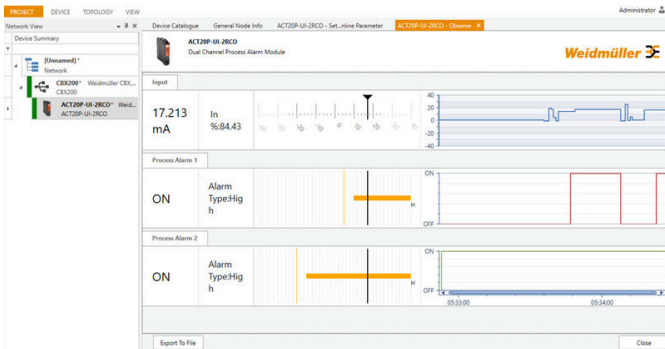 PROJECT DEVICE TOPOLOGY VIEW Administrator
Network View
Device Summary
[Unnamed]*
Network
CBX200* Weidmüller CBX,...
CBX200
ACT20P-UI-2RCO* Weid...
ACT20P-UI-2RCO
Device Catalogue General Node Info ACT20P-UI-2RCO - Set...nline Parameter ACT20P-UI-2RCO - Observe
ACT20P-UI-2RCO
Dual Channel Process Alarm Module
Weidmüller
Input
17.213
mA
In
%:84.43
40
20
0
-20
-40
Process Alarm 1
ON
Alarm
Type:Hig
h
H
ON
OFF
Process Alarm 2
ON
Alarm
Type:Hig
h
H
ON
OFF
05:33:00 05:34:00
Export To File Close